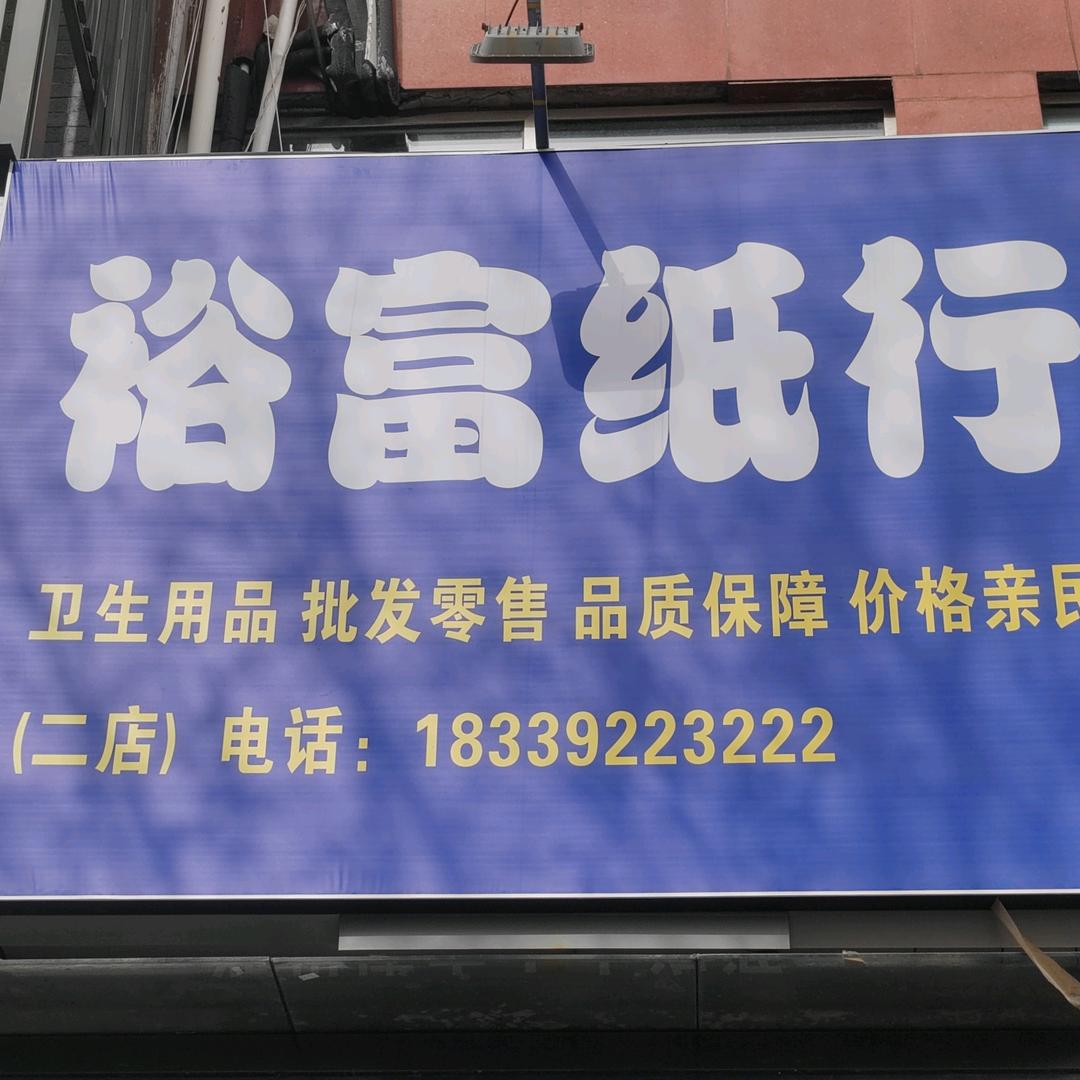 裕富纸行
卫生用品 批发零售 品质保障 价格亲民
(二店) 电话：18339223222